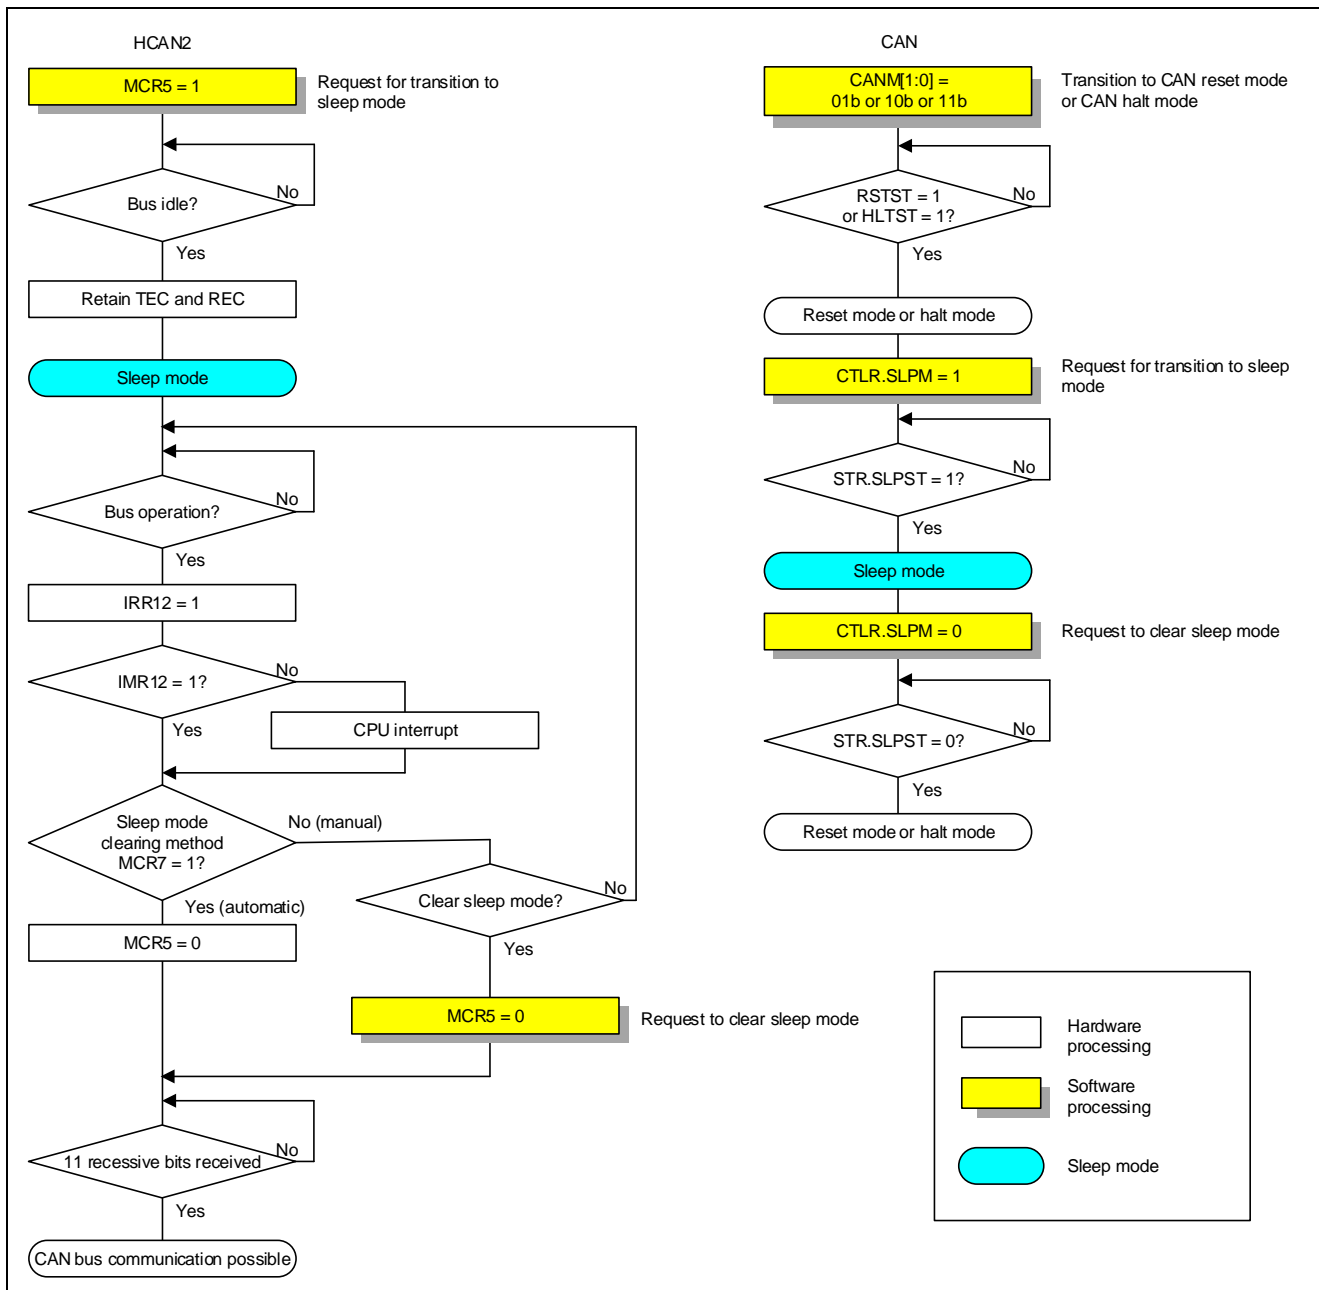 HCAN2
MCR5 = 1
Request for transition to
sleep mode
Bus idle?
No
Yes
Retain TEC and REC
Sleep mode
Bus operation?
No
Yes
IRR12 = 1
IMR12 = 1?
No
Yes
CPU interrupt
Sleep mode
clearing method
MCR7 = 1?
No (manual)
Yes (automatic)
Clear sleep mode?
No
Yes
MCR5 = 0
MCR5 = 0
Request to clear sleep mode
11 recessive bits received
No
Yes
CAN bus communication possible
CAN
CANM[1:0] =
01b or 10b or 11b
Transition to CAN reset mode
or CAN halt mode
RSTST = 1
or HLTST = 1?
No
Yes
Reset mode or halt mode
CTLR.SLPM = 1
Request for transition to sleep
mode
STR.SLPST = 1?
No
Yes
Sleep mode
CTLR.SLPM = 0
Request to clear sleep mode
STR.SLPST = 0?
No
Yes
Reset mode or halt mode
Hardware
processing
Software
processing
Sleep mode